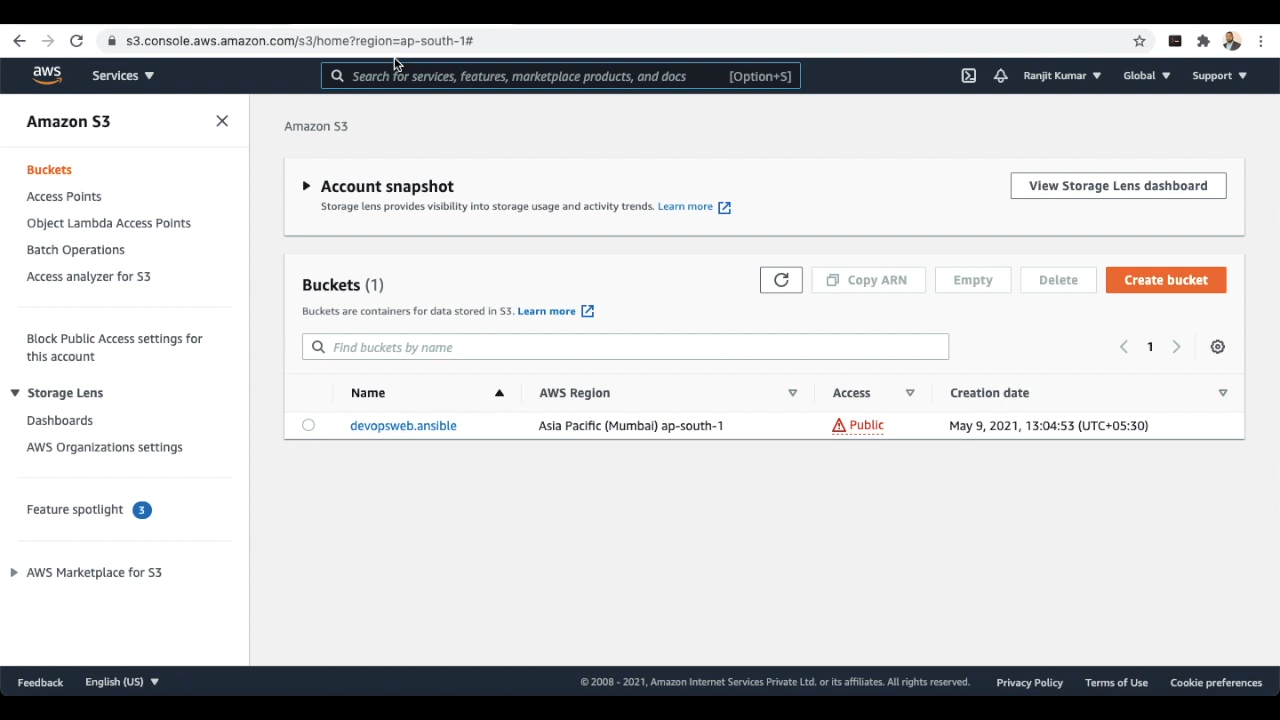 s3.console.aws.amazon.com/s3/home?region=ap-south-1#
aws Services Search for services, features, marketplace products, and docs [Option+S] Ranjit Kumar Global Support
Amazon S3
Buckets
Access Points
Object Lambda Access Points
Batch Operations
Access analyzer for S3
Block Public Access settings for
this account
Storage Lens
Dashboards
AWS Organizations settings
Feature spotlight 3
AWS Marketplace for S3
Amazon S3
Account snapshot
View Storage Lens dashboard
Storage lens provides visibility into storage usage and activity trends. Learn more
Buckets (1)
Copy ARN Empty Delete Create bucket
Buckets are containers for data stored in S3. Learn more
Find buckets by name
1
Name AWS Region Access Creation date
devopsweb.ansible Asia Pacific (Mumbai) ap-south-1 Public May 9, 2021, 13:04:53 (UTC+05:30)
Feedback English (US) © 2008 - 2021, Amazon Internet Services Private Ltd. or its affiliates. All rights reserved. Privacy Policy Terms of Use Cookie preferences